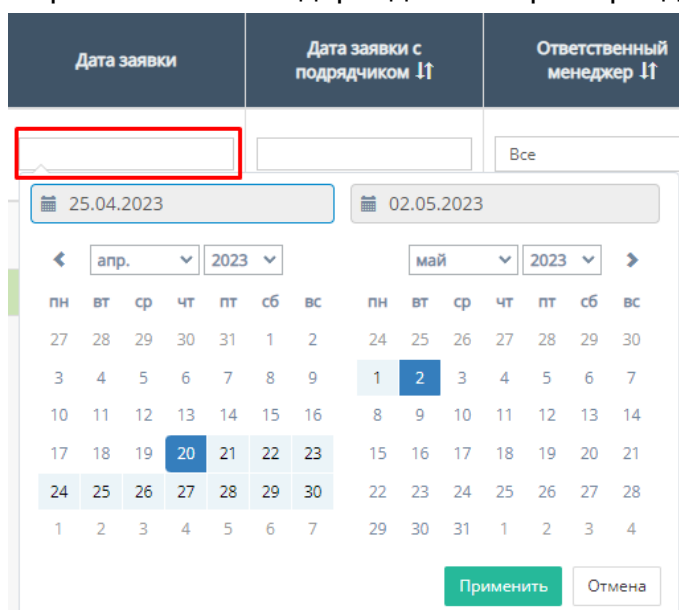 Дата заявки
Дата заявки с
подрядчиком
Ответственный
менеджер
Все
25.04.2023
02.05.2023
апр. 2023
май 2023
пн вт ср чт пт сб вс
пн вт ср чт пт сб вс
27 28 29 30 31 1 2
24 25 26 27 28 29 30
3 4 5 6 7 8 9
1 2 3 4 5 6 7
10 11 12 13 14 15 16
8 9 10 11 12 13 14
17 18 19 20 21 22 23
15 16 17 18 19 20 21
24 25 26 27 28 29 30
22 23 24 25 26 27 28
1 2 3 4 5 6 7
29 30 31 1 2 3 4
Применить
Отмена